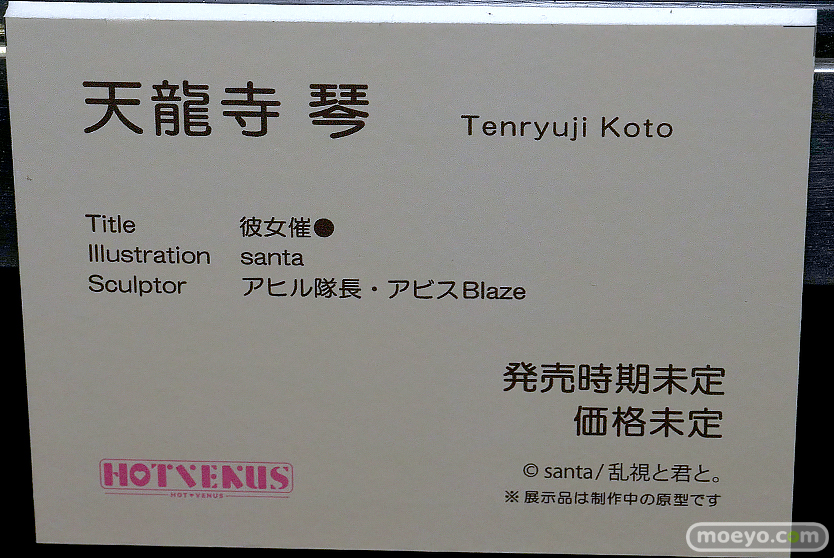 天龍寺 琴 Tenryuji Koto
Title 彼女催●
Illustration santa
Sculptor アヒル隊長・アビスBlaze
発売時期未定
価格未定
HOTVENUS
HOT♥VENUS
© santa/乱視と君と。
※展示品は制作中の原型です
moeyo.com